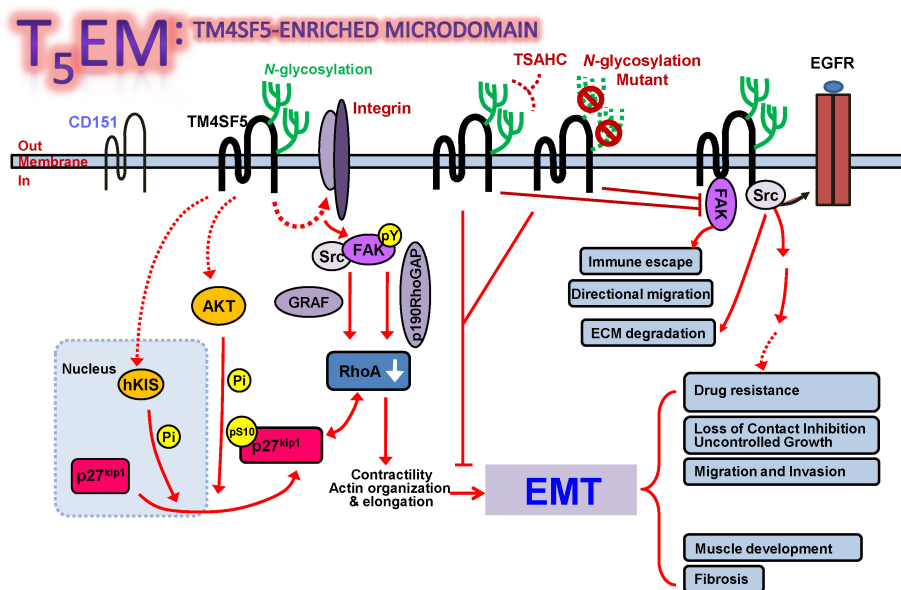 T5EM: TM4SF5-ENRICHED MICRODOMAIN
N-glycosylation
TSAHC
N-glycosylation
Mutant
EGFR
Integrin
CD151
TM4SF5
Out
Membrane
In
FAK
Src
pY
FAK
Src
p190RhoGAP
GRAF
AKT
Immune escape
Directional migration
ECM degradation
Nucleus
hKIS
Pi
Pi
RhoA
pS10
p27kip1
p27kip1
Contractility
Actin organization
& elongation
EMT
Drug resistance
Loss of Contact Inhibition
Uncontrolled Growth
Migration and Invasion
Muscle development
Fibrosis